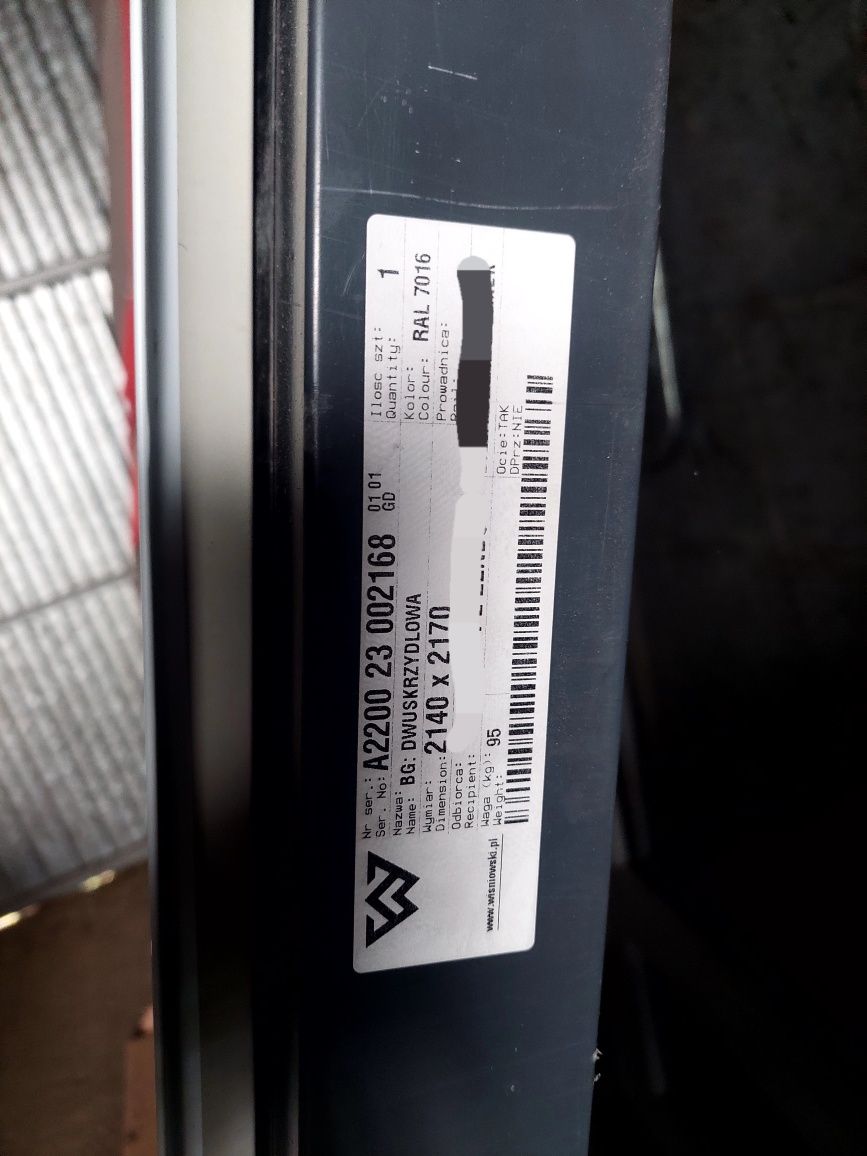 Nr ser.:
Ser. No: A2200 23 002168 01 01
GD
Nazwa:
Name: BG: DWUSKRZYDLOWA
Wymiar:
Dimension: 2140 x 2170
Odbiorca:
Recipient:
Waga (kg):
Weight: 95
Ilosc szt:
Quantity: 1
Kolor:
Colour: RAL 7016
Prowadnica:
Ocie:TAK
DPrz:NIE
www.wisniowski.pl